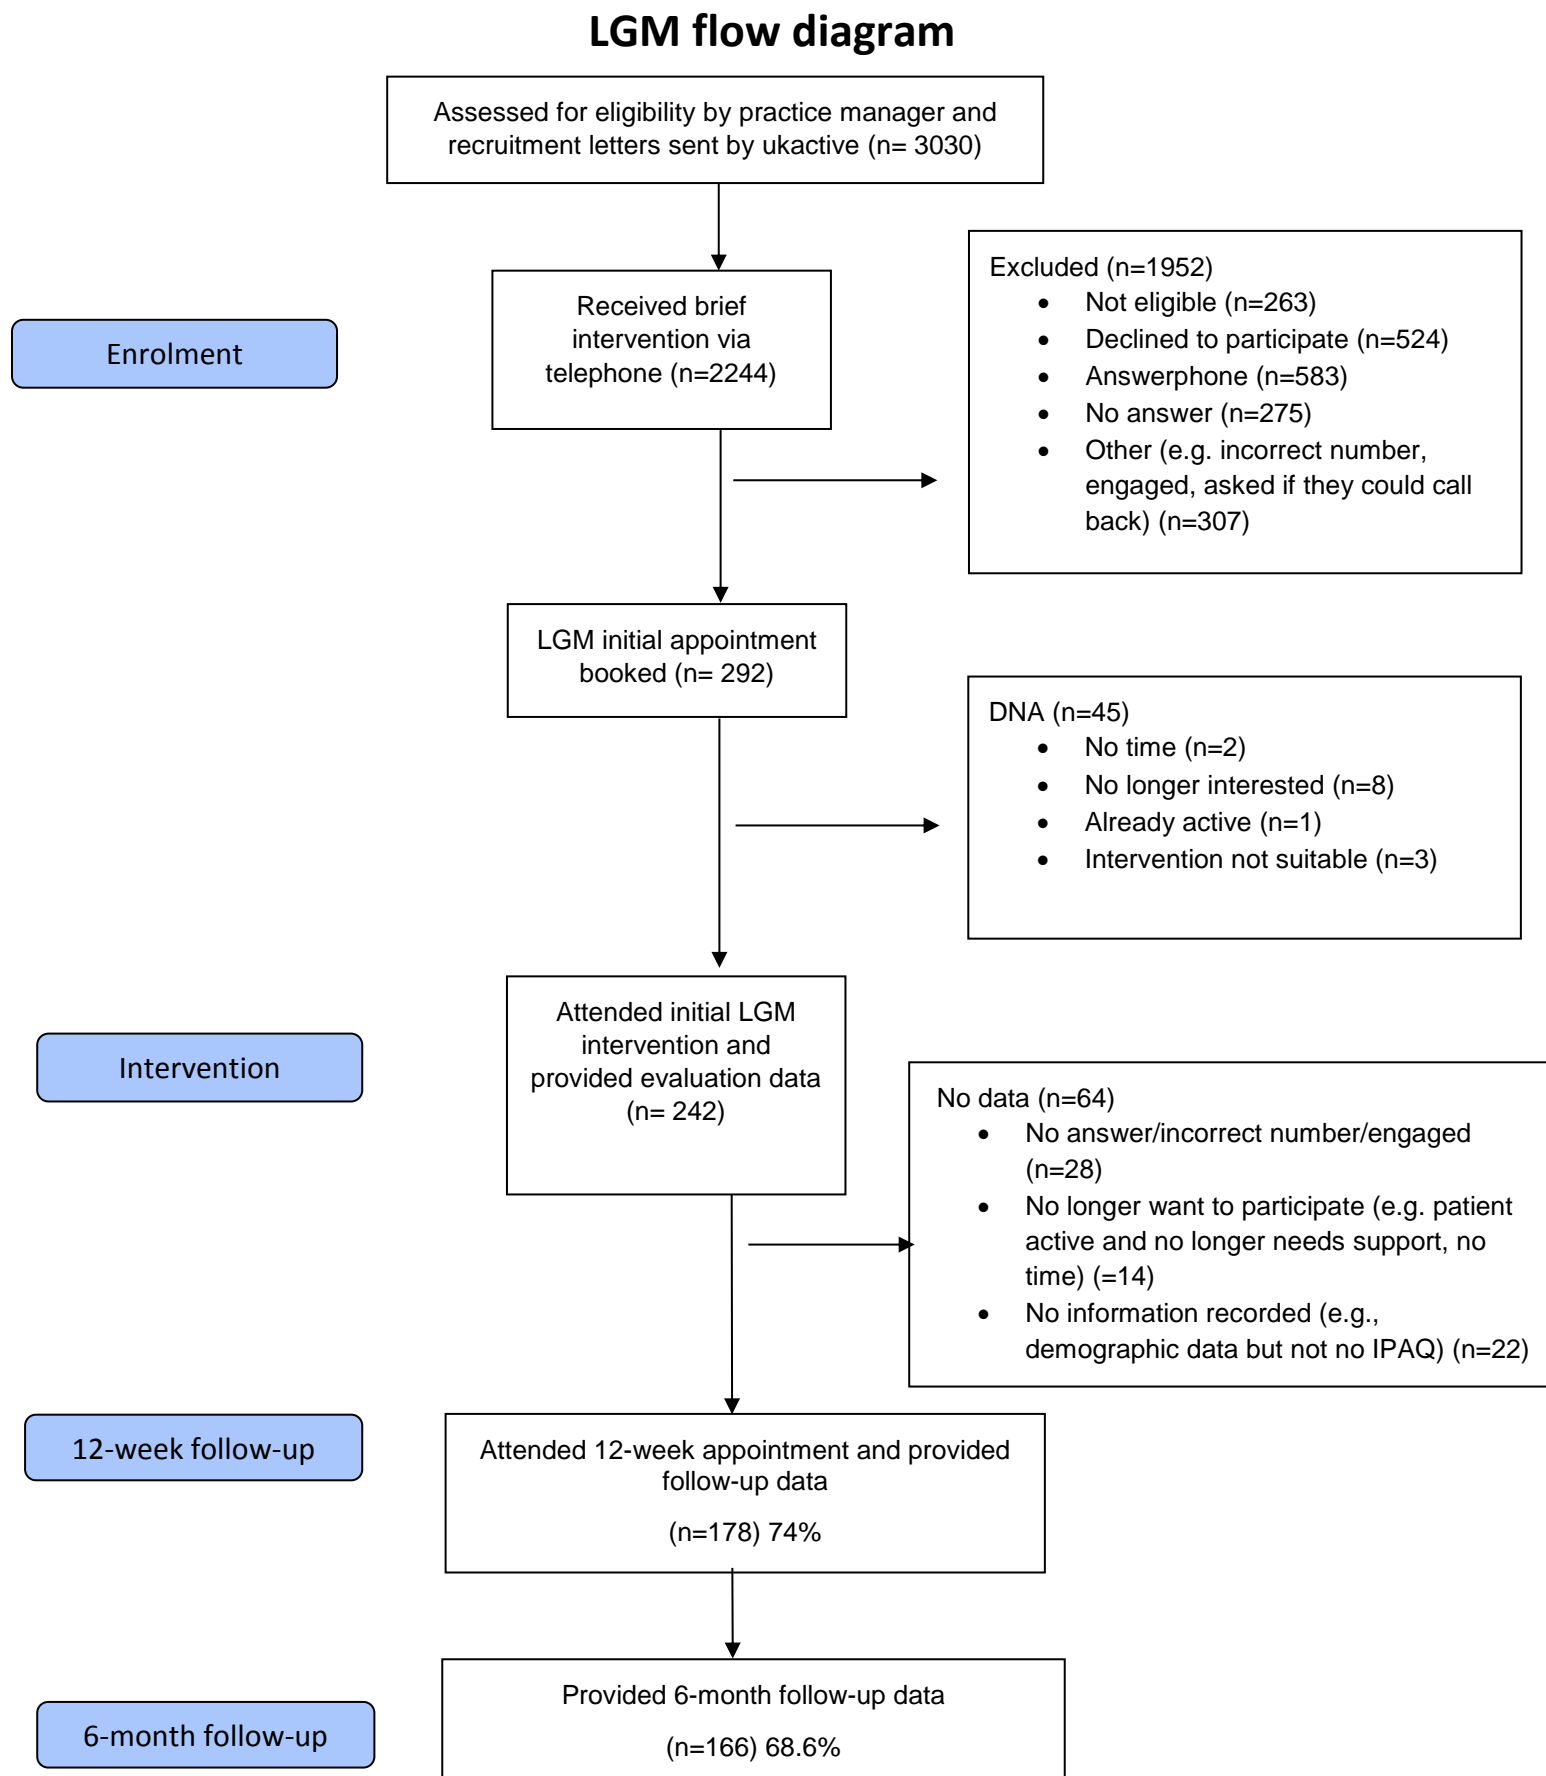 LGM flow diagram
Assessed for eligibility by practice manager and
recruitment letters sent by ukactive (n= 3030)
Enrolment
Received brief
intervention via
telephone (n=2244)
Excluded (n=1952)
• Not eligible (n=263)
• Declined to participate (n=524)
• Answerphone (n=583)
• No answer (n=275)
• Other (e.g. incorrect number,
engaged, asked if they could call
back) (n=307)
LGM initial appointment
booked (n= 292)
DNA (n=45)
• No time (n=2)
• No longer interested (n=8)
• Already active (n=1)
• Intervention not suitable (n=3)
Intervention
Attended initial LGM
intervention and
provided evaluation data
(n= 242)
No data (n=64)
• No answer/incorrect number/engaged
(n=28)
• No longer want to participate (e.g. patient
active and no longer needs support, no
time) (=14)
• No information recorded (e.g.,
demographic data but not no IPAQ) (n=22)
12-week follow-up
Attended 12-week appointment and provided
follow-up data
(n=178) 74%
6-month follow-up
Provided 6-month follow-up data
(n=166) 68.6%